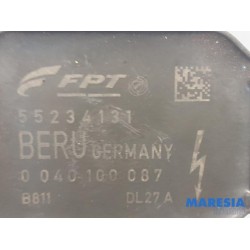 FPT
55234131
BERU GERMANY
0 040 100 087
B811 DL27A
MARESIA